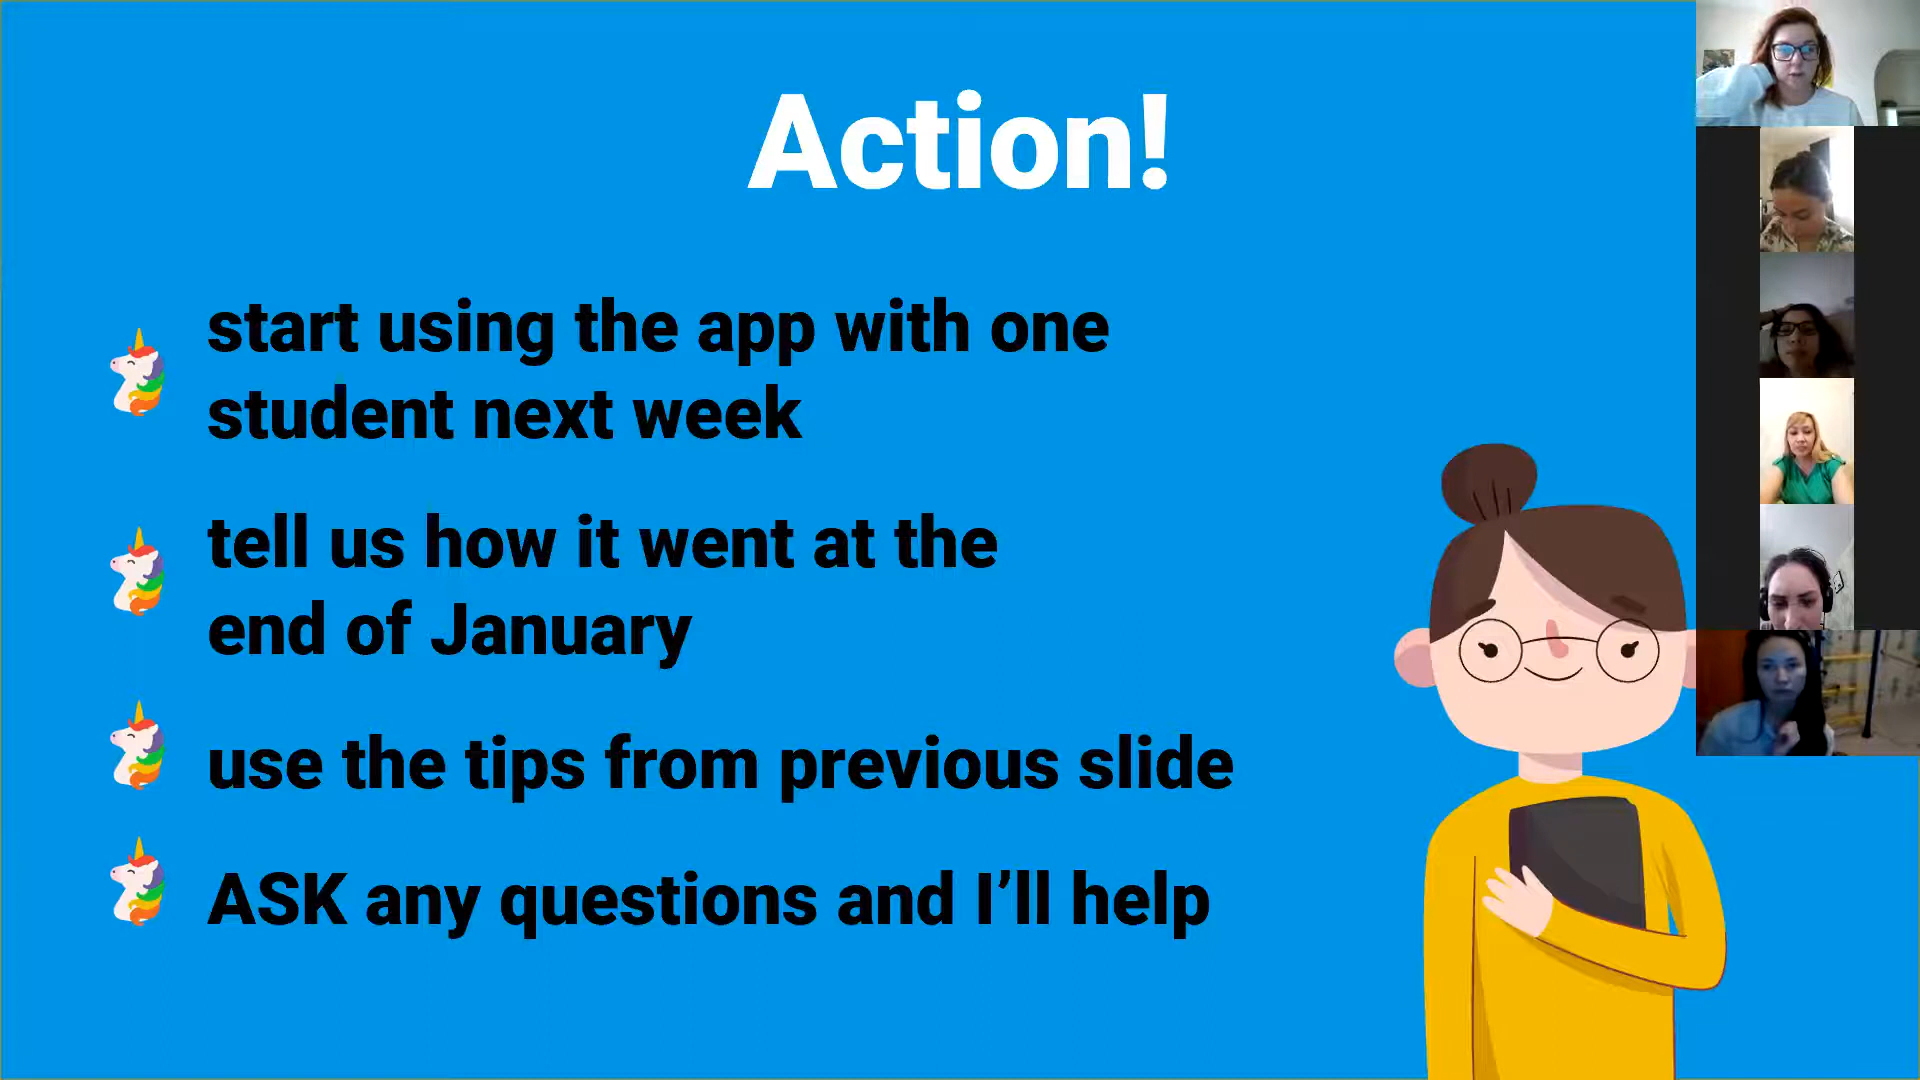 Action!
start using the app with one
student next week
tell us how it went at the
end of January
use the tips from previous slide
ASK any questions and I’ll help